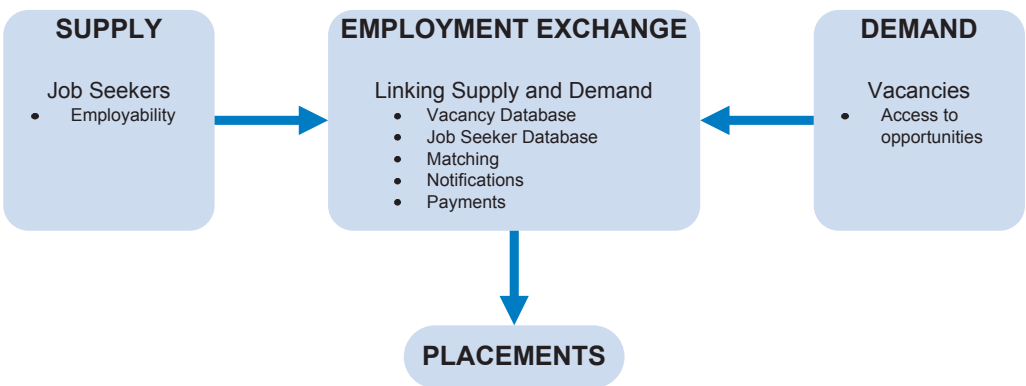 SUPPLY
Job Seekers
• Employability
EMPLOYMENT EXCHANGE
Linking Supply and Demand
• Vacancy Database
• Job Seeker Database
• Matching
• Notifications
• Payments
DEMAND
Vacancies
• Access to
opportunities
PLACEMENTS